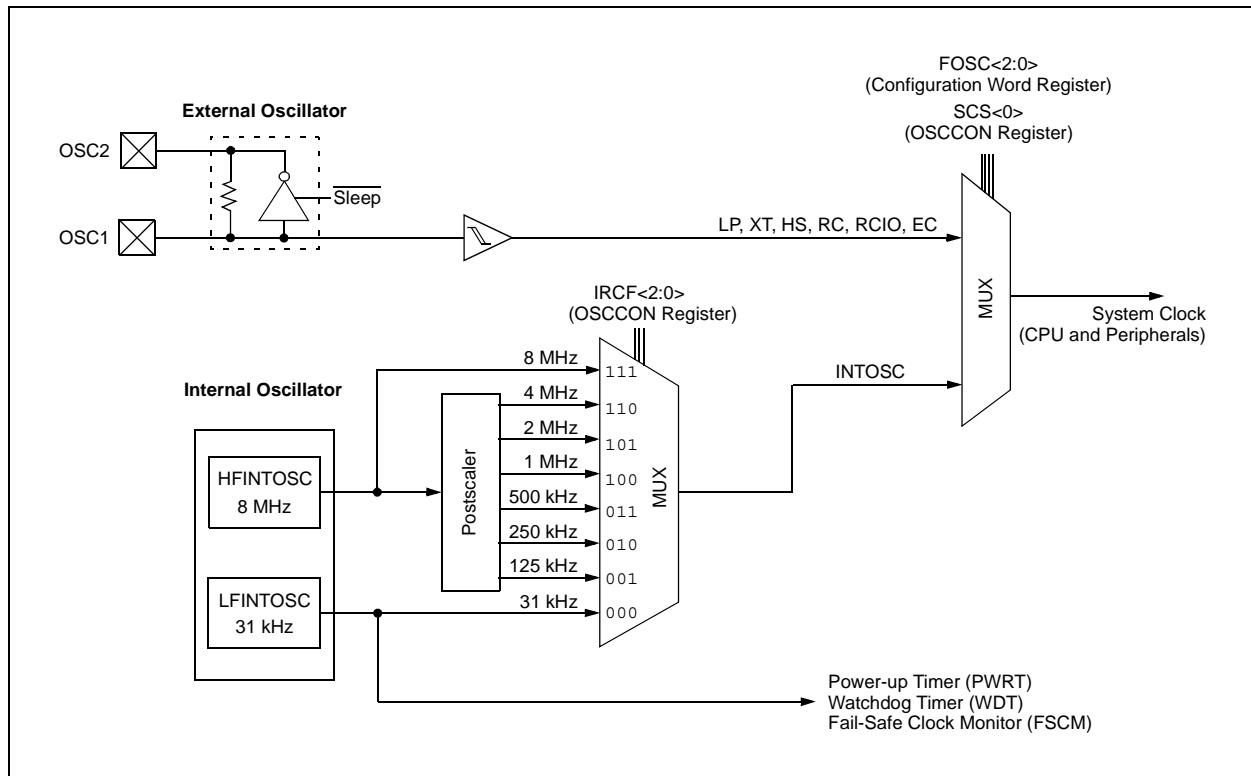 FOSC<2:0>
(Configuration Word Register)
SCS<0>
(OSCCON Register)
External Oscillator
OSC2
Sleep
OSC1
LP, XT, HS, RC, RCIO, EC
MUX
System Clock
(CPU and Peripherals)
IRCF<2:0>
(OSCCON Register)
8 MHz
111
INTOSC
Internal Oscillator
4 MHz
110
2 MHz
101
HFINTOSC
8 MHz
Postscaler
1 MHz
100
MUX
500 kHz
011
250 kHz
010
125 kHz
001
LFINTOSC
31 kHz
31 kHz
000
Power-up Timer (PWRT)
Watchdog Timer (WDT)
Fail-Safe Clock Monitor (FSCM)